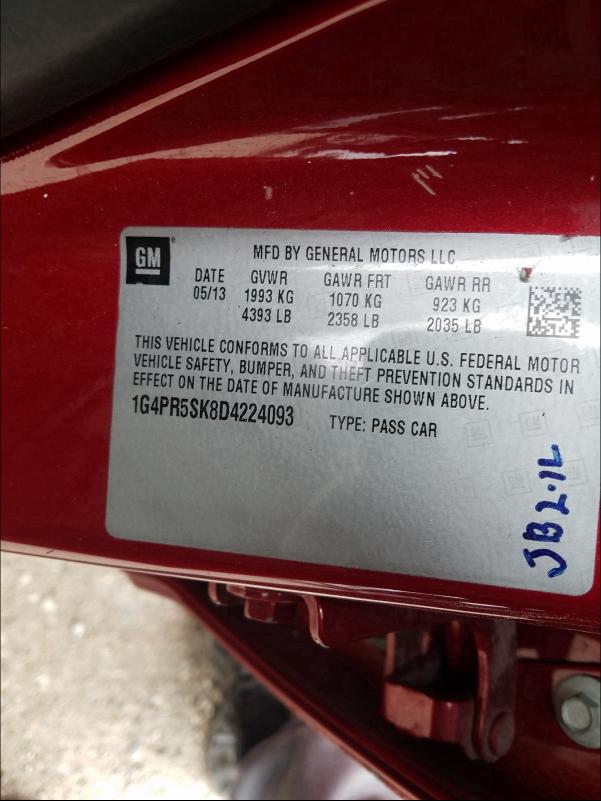 GM
MFD BY GENERAL MOTORS LLC
DATE GVWR GAWR FRT GAWR RR
05/13 1993 KG 1070 KG 923 KG
4393 LB 2358 LB 2035 LB
THIS VEHICLE CONFORMS TO ALL APPLICABLE U.S. FEDERAL MOTOR
VEHICLE SAFETY, BUMPER, AND THEFT PREVENTION STANDARDS IN
EFFECT ON THE DATE OF MANUFACTURE SHOWN ABOVE.
1G4PR5SK8D4224093 TYPE: PASS CAR
JB2.1L